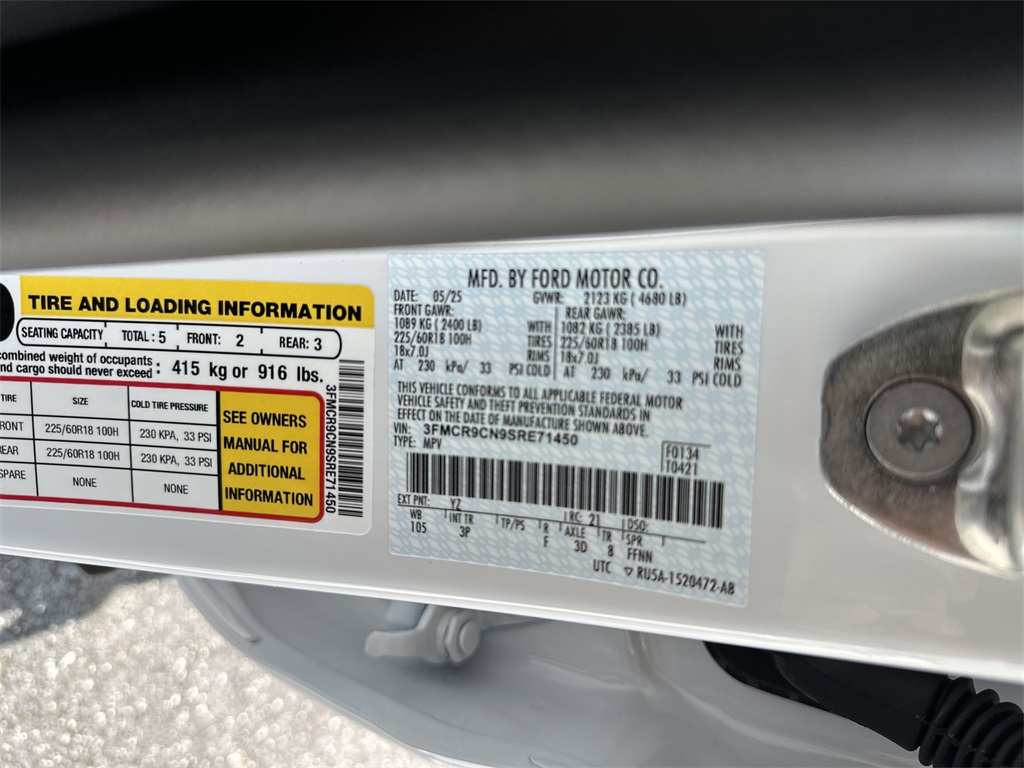 TIRE AND LOADING INFORMATION
SEATING CAPACITY TOTAL : 5 FRONT: 2 REAR: 3
combined weight of occupants
and cargo should never exceed : 415 kg or 916 lbs.
TIRE SIZE COLD TIRE PRESSURE
FRONT 225/60R18 100H 230 KPA, 33 PSI
REAR 225/60R18 100H 230 KPA, 33 PSI
SPARE NONE NONE
SEE OWNERS
MANUAL FOR
ADDITIONAL
INFORMATION
3FMCR9CN9SRE71450
MFD. BY FORD MOTOR CO.
DATE: 05/25 GVWR: 2123 KG ( 4680 LB)
FRONT GAWR: REAR GAWR:
1089 KG (2400 LB) WITH 1082 KG ( 2385 LB) WITH
225/60R18 100H TIRES 225/60R18 100H TIRES
18x7.0J RIMS 18x7.0J RIMS
AT 230 kPa/ 33 PSI COLD AT 230 kPa/ 33 PSI COLD
THIS VEHICLE CONFORMS TO ALL APPLICABLE FEDERAL MOTOR
VEHICLE SAFETY AND THEFT PREVENTION STANDARDS IN
EFFECT ON THE DATE OF MANUFACTURE SHOWN ABOVE.
VIN: 3FMCR9CN9SRE71450
TYPE: MPV
F0134
T0421
EXT PNT: YZ RC: 21 DSO:
WB INT TR TP/PS R AXLE TR SPR
105 3P F 3D 8 FFNN
UTC ▽ RU5A-1520472-AB